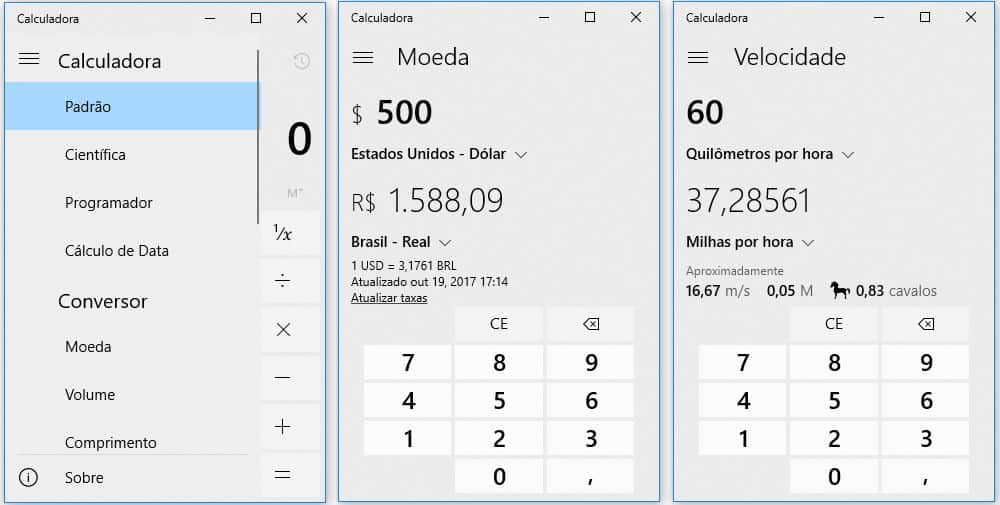 Calculadora
Calculadora
Padrão
0
Científica
M˅
Programador
¹/x
Cálculo de Data
÷
Conversor
×
Moeda
−
Volume
+
Comprimento
=
Sobre
Calculadora
Moeda
$ 500
Estados Unidos - Dólar
R$ 1.588,09
Brasil - Real
1 USD = 3,1761 BRL
Atualizado out 19, 2017 17:14
Atualizar taxas
CE
7 8 9
4 5 6
1 2 3
0 ,
Calculadora
Velocidade
60
Quilômetros por hora
37,28561
Milhas por hora
Aproximadamente
16,67 m/s 0,05 M 0,83 cavalos
CE
7 8 9
4 5 6
1 2 3
0 ,